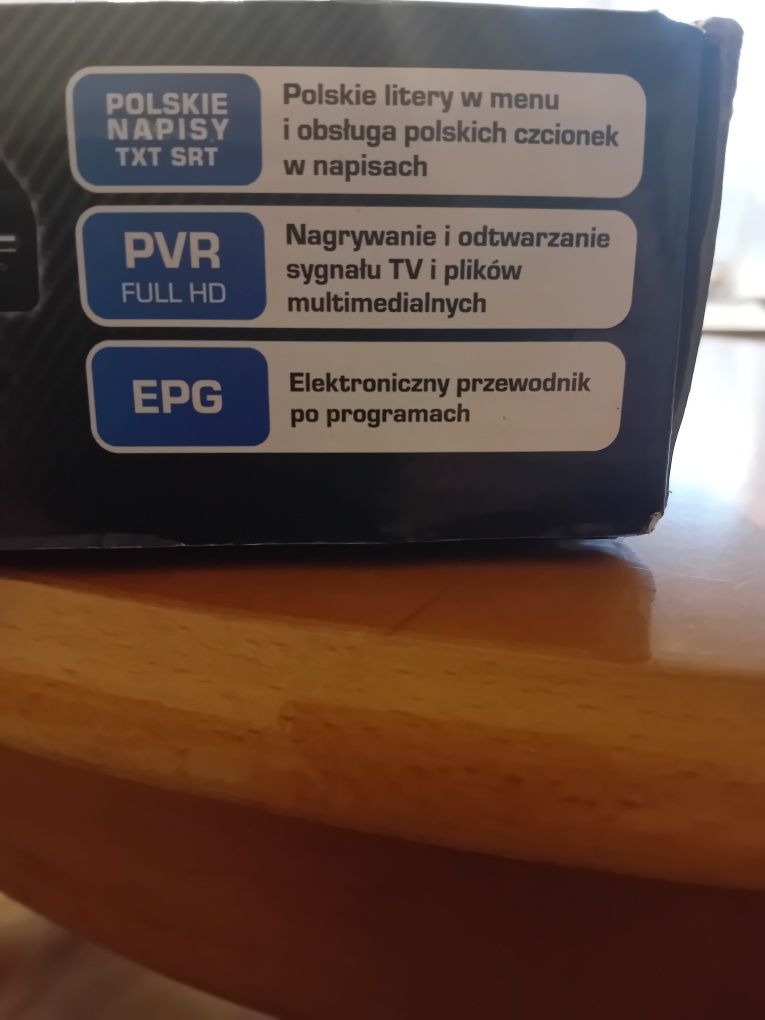 POLSKIE
NAPISY
TXT SRT
Polskie litery w menu
i obsługa polskich czcionek
w napisach
PVR
FULL HD
Nagrywanie i odtwarzanie
sygnału TV i plików
multimedialnych
EPG
Elektroniczny przewodnik
po programach